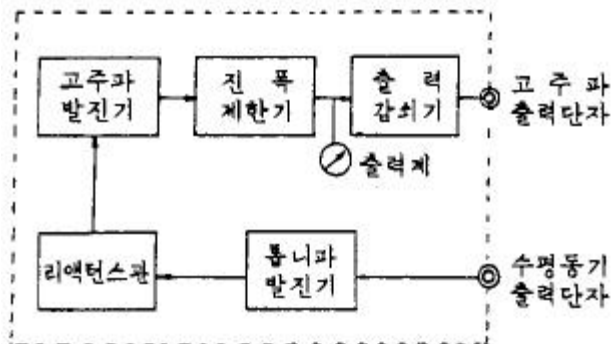 고주파
발진기
진 폭
제한기
출 력
감쇠기
고 주 파
출력단자
출력계
리액턴스관
톱니파
발진기
수평동기
출력단자